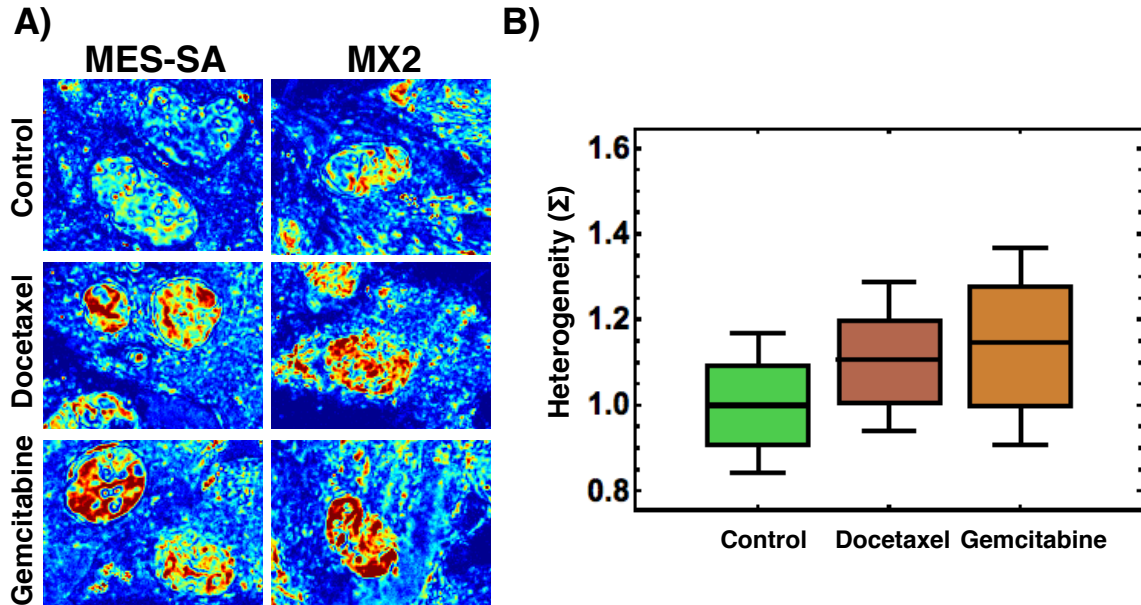 A)
MES-SA
MX2
Control
Docetaxel
Gemcitabine
B)
Heterogeneity (Σ)
1.6
1.4
1.2
1.0
0.8
Control
Docetaxel
Gemcitabine